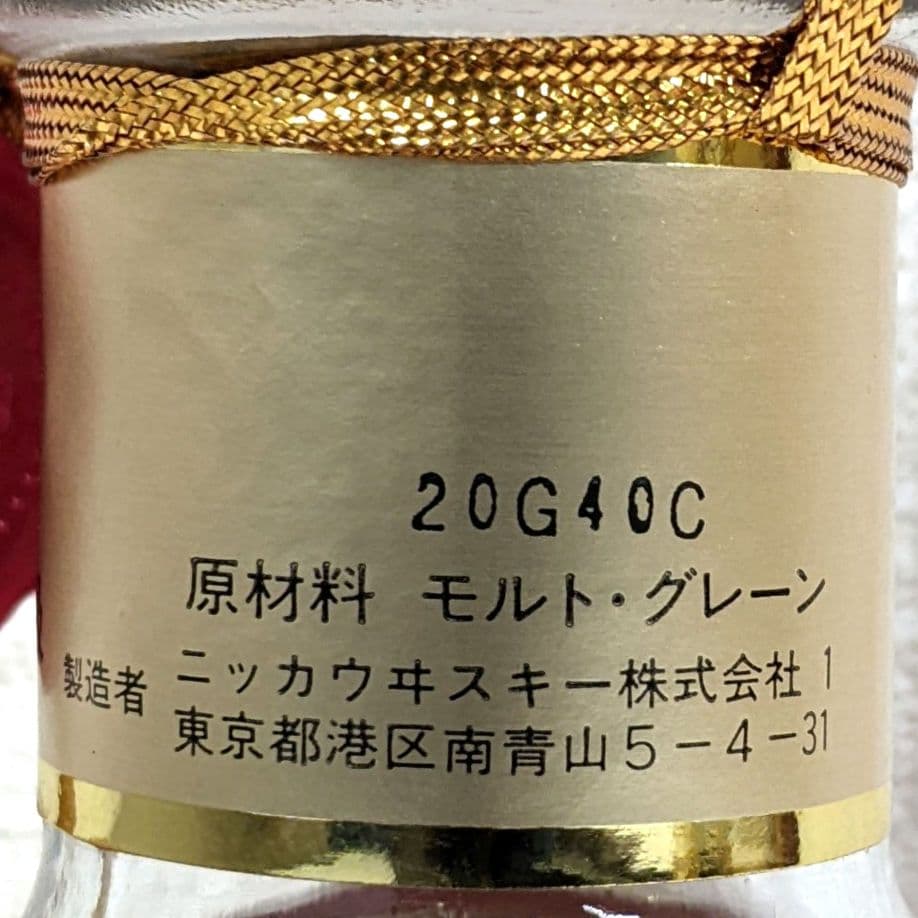 20G40C
原材料 モルト・グレーン
製造者 ニッカウヰスキー株式会社 1
東京都港区南青山5-4-31